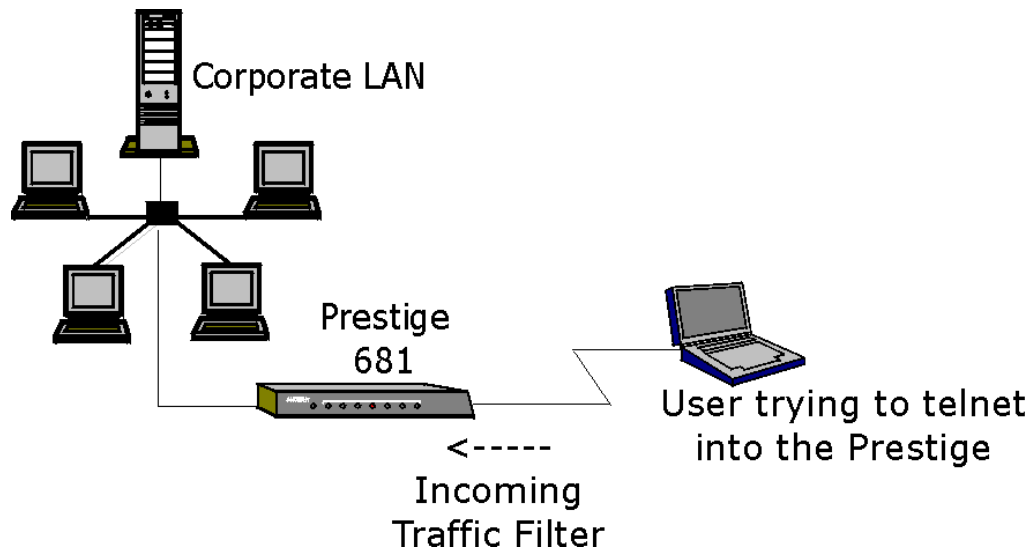 Corporate LAN
Prestige
681
User trying to telnet
into the Prestige
<-----
Incoming
Traffic Filter